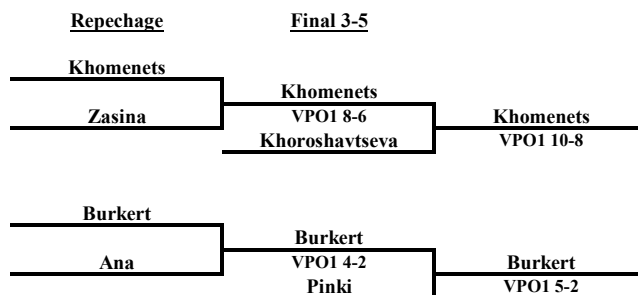 Repechage Final 3-5
Khomenets
Khomenets
Zasina
VPO1 8-6
Khomenets
Khoroshavtseva
VPO1 10-8
Burkert
Burkert
Ana
VPO1 4-2
Burkert
Pinki
VPO1 5-2